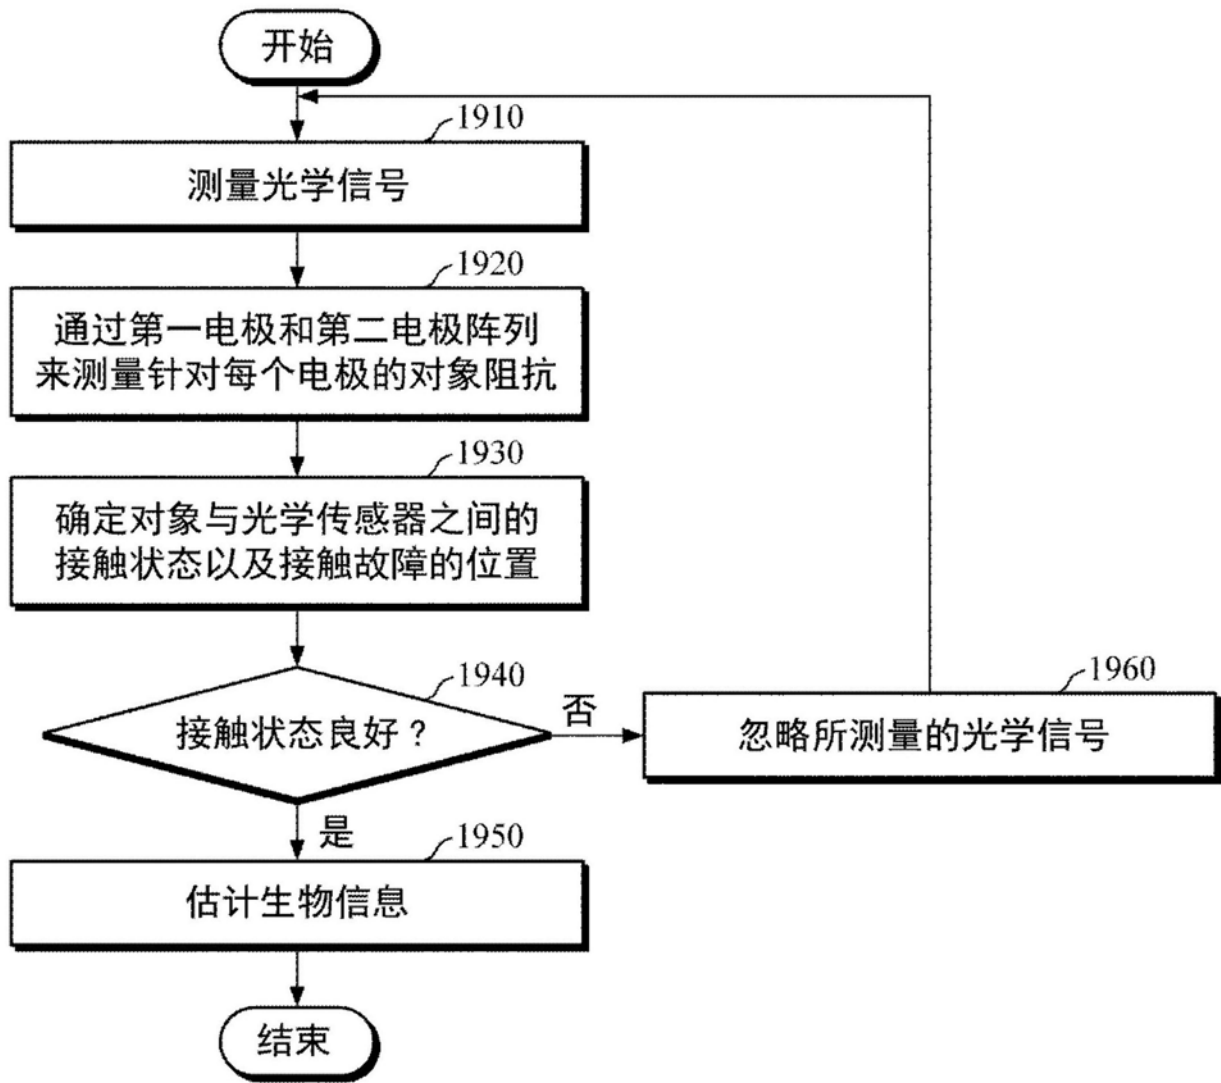 开始
1910
测量光学信号
1920
通过第一电极和第二电极阵列
来测量针对每个电极的对象阻抗
1930
确定对象与光学传感器之间的
接触状态以及接触故障的位置
1940
接触状态良好？
否
1960
忽略所测量的光学信号
是
1950
估计生物信息
结束